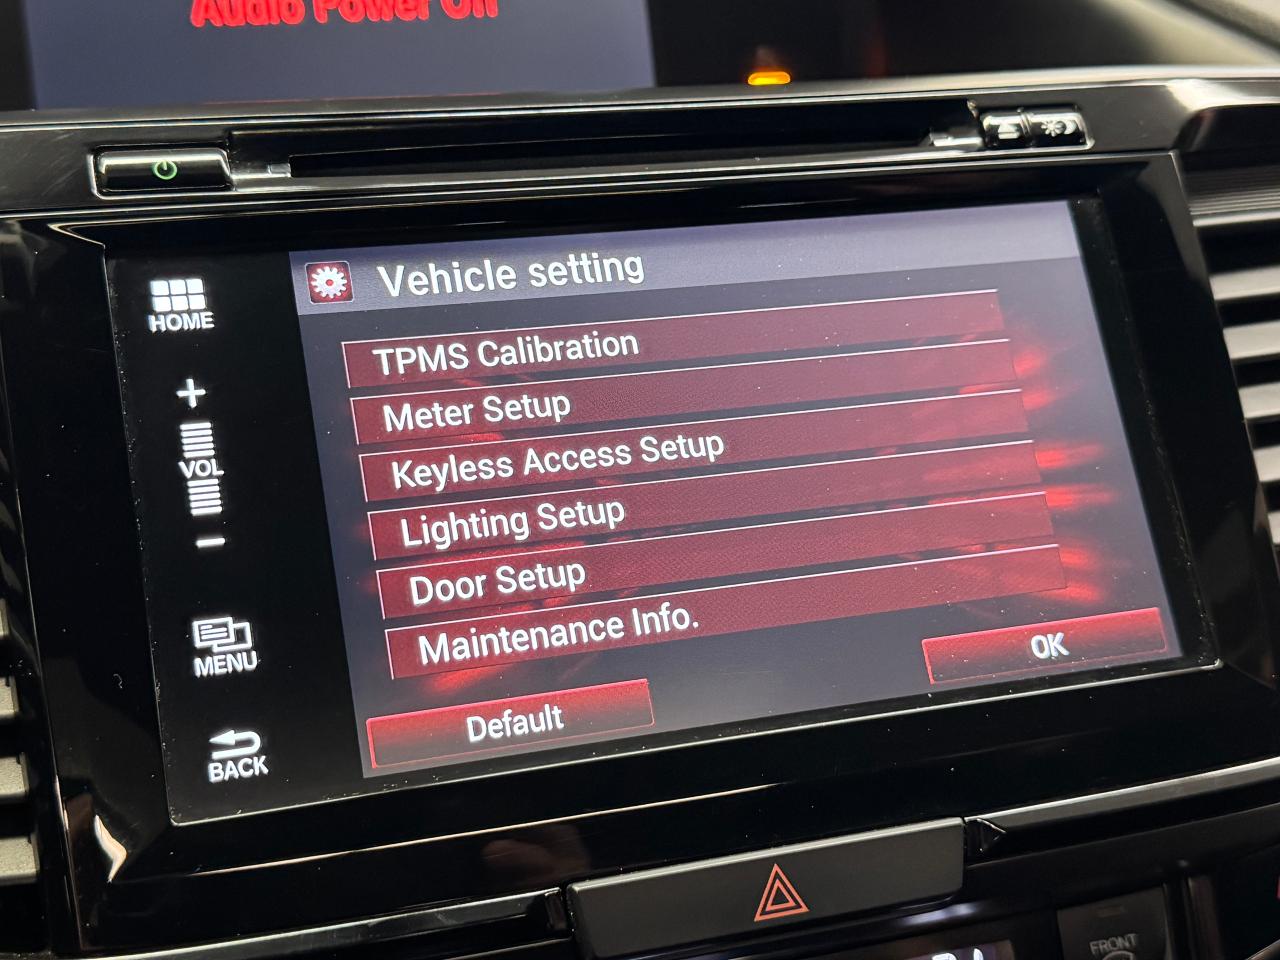 Audio Power Off
Vehicle setting
HOME
TPMS Calibration
+
Meter Setup
VOL
Keyless Access Setup
-
Lighting Setup
Door Setup
MENU
Maintenance Info.
OK
Default
BACK
FRONT